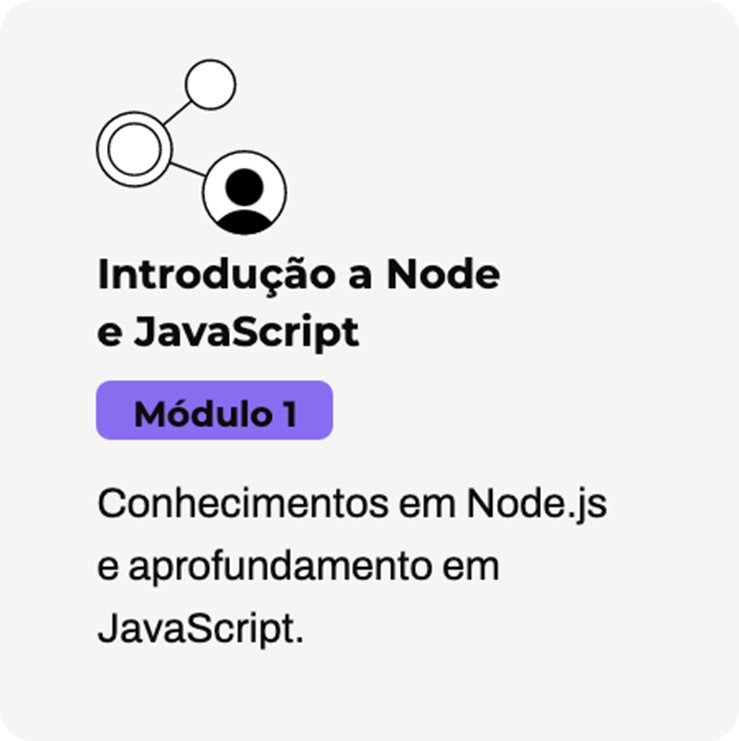 Introdução a Node
e JavaScript
Módulo 1
Conhecimentos em Node.js
e aprofundamento em
JavaScript.